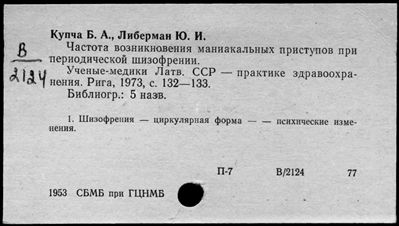 Купча Б. А., Либерман Ю. И.
В
2124
Частота возникновения маниакальных приступов при
периодической шизофрении.
Ученые-медики Латв. ССР — практике здравоохра-
нения. Рига, 1973, с. 132—133.
Библиогр.: 5 назв.
1. Шизофрения — циркулярная форма — — психические изме-
нения.
П-7 В/2124 77
1953 СБМБ при ГЦНМБ